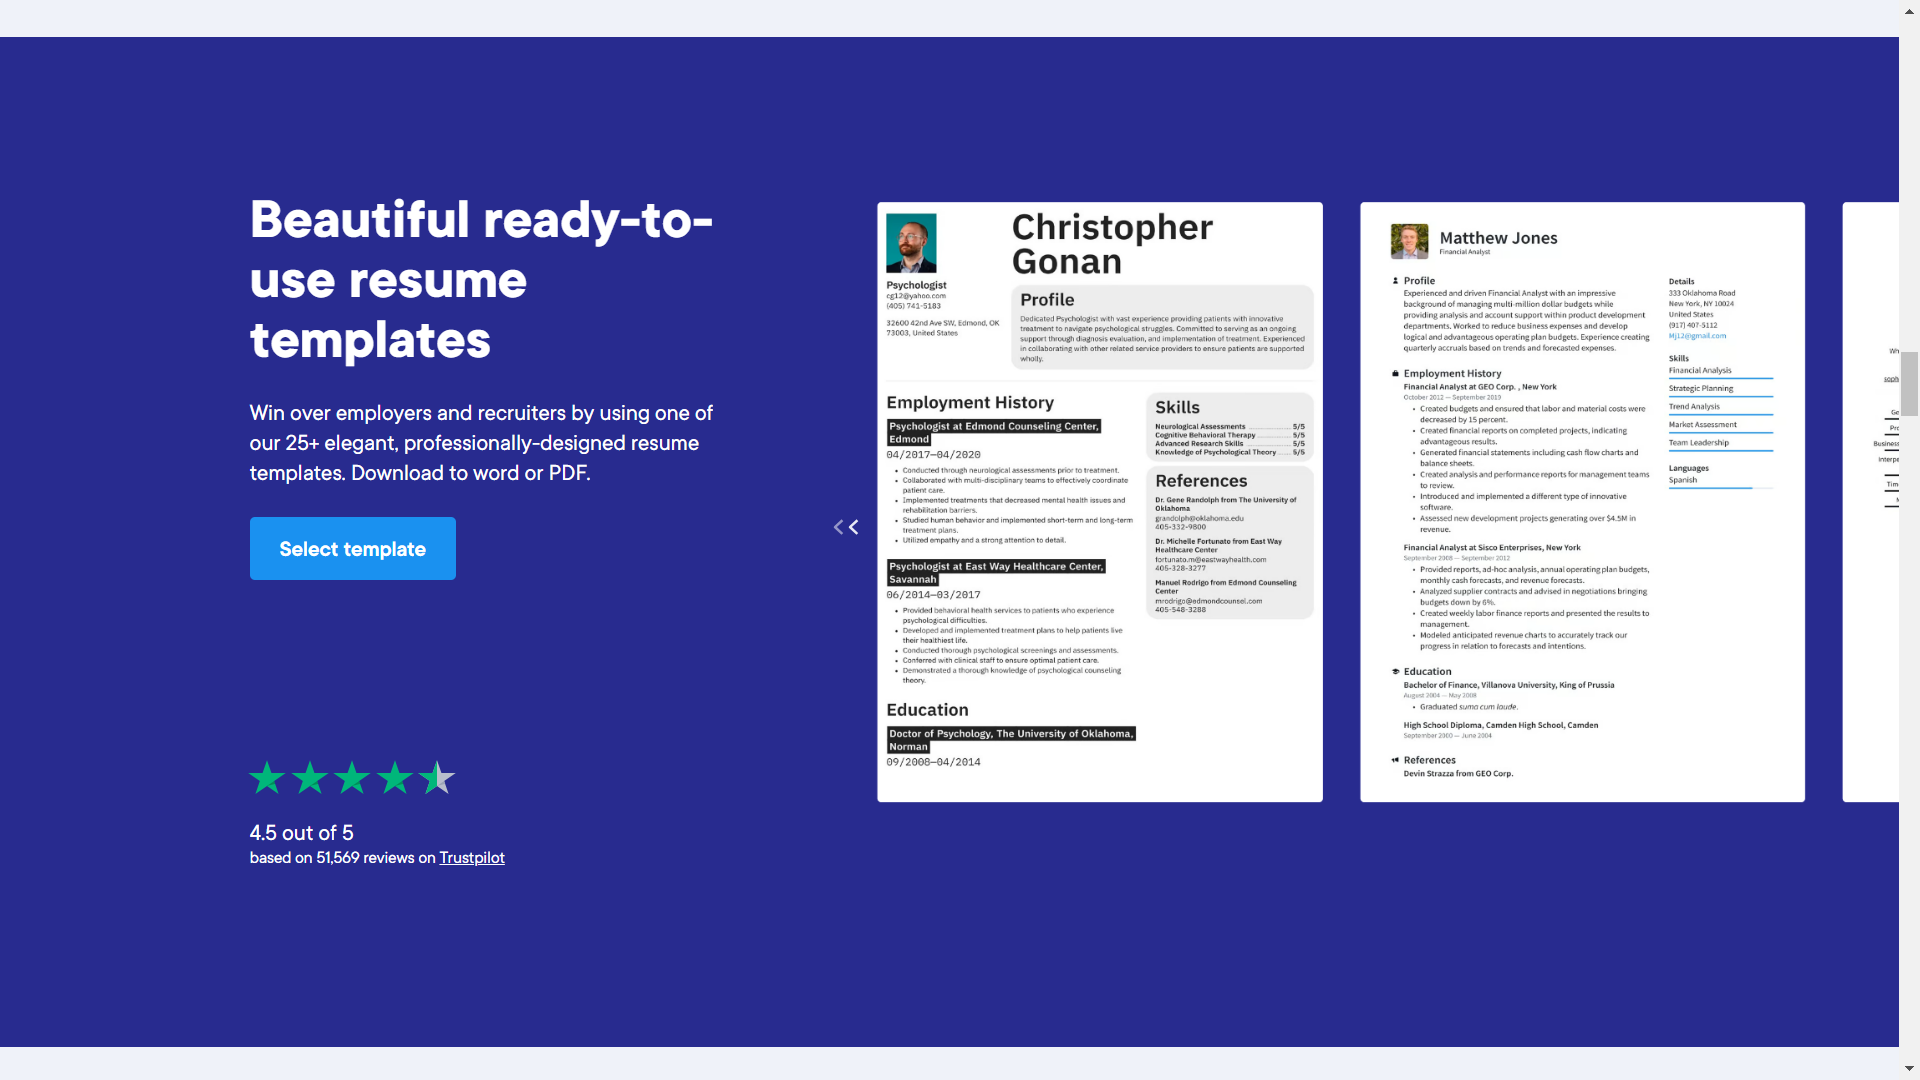 Beautiful ready-to-
use resume
templates
Win over employers and recruiters by using one of
our 25+ elegant, professionally-designed resume
templates. Download to word or PDF.
Select template
4.5 out of 5
based on 51,569 reviews on Trustpilot
Christopher
Gonan
Psychologist
cg12@yahoo.com
(405) 741-5183
32600 42nd Ave SW, Edmond, OK
73003, United States
Profile
Dedicated Psychologist with vast experience providing patients with innovative
treatment to navigate psychological struggles. Committed to serving as an ongoing
support through diagnosis evaluation, and implementation of treatment. Experienced
in collaborating with other related service providers to ensure patients are supported
wholly.
Employment History
Psychologist at Edmond Counseling Center,
Edmond
04/2017—04/2020
• Conducted through neurological assessments prior to treatment.
• Collaborated with multi-disciplinary teams to effectively coordinate
patient care.
• Implemented treatments that decreased mental health issues and
rehabilitation barriers.
• Studied human behavior and implemented short-term and long-term
treatment plans.
• Utilized empathy and a strong attention to detail.
Psychologist at East Way Healthcare Center,
Savannah
06/2014—03/2017
• Provided behavioral health services to patients who experience
psychological difficulties.
• Developed and implemented treatment plans to help patients live
their healthiest life.
• Conducted thorough psychological screenings and assessments.
• Conferred with clinical staff to ensure optimal patient care.
• Demonstrated a thorough knowledge of psychological counseling
theory.
Education
Doctor of Psychology, The University of Oklahoma,
Norman
09/2008—04/2014
Skills
Neurological Assessments 5/5
Cognitive Behavioral Therapy 5/5
Advanced Research Skills 5/5
Knowledge of Psychological Theory 5/5
References
Dr. Gene Randolph from The University of
Oklahoma
grandolph@oklahoma.edu
405-332-9800
Dr. Michelle Fortunato from East Way
Healthcare Center
fortunato.m@eastwayhealth.com
405-328-3277
Manuel Rodrigo from Edmond Counseling
Center
mrodrigo@edmondcounsel.com
405-548-3288
Matthew Jones
Financial Analyst
Profile
Experienced and driven Financial Analyst with an impressive
background of managing multi-million dollar budgets while
providing analysis and account support within product development
departments. Worked to reduce business expenses and develop
logical and advantageous operating plan budgets. Experience creating
quarterly accruals based on trends and forecasted expenses.
Employment History
Financial Analyst at GEO Corp. , New York
October 2012 — September 2019
• Created budgets and ensured that labor and material costs were
decreased by 15 percent.
• Created financial reports on completed projects, indicating
advantageous results.
• Generated financial statements including cash flow charts and
balance sheets.
• Created analysis and performance reports for management teams
to review.
• Introduced and implemented a different type of innovative
software.
• Assessed new development projects generating over $4.5M in
revenue.
Financial Analyst at Sisco Enterprises, New York
September 2008 — September 2012
• Provided reports, ad-hoc analysis, annual operating plan budgets,
monthly cash forecasts, and revenue forecasts.
• Analyzed supplier contracts and advised in negotiations bringing
budgets down by 6%.
• Created weekly labor finance reports and presented the results to
management.
• Modeled anticipated revenue charts to accurately track our
progress in relation to forecasts and intentions.
Education
Bachelor of Finance, Villanova University, King of Prussia
August 2004 — May 2008
• Graduated suma cum laude.
High School Diploma, Camden High School, Camden
September 2000 — June 2004
References
Devin Strazza from GEO Corp.
Details
333 Oklahoma Road
New York, NY 10024
United States
(917) 407-5112
Mj12@gmail.com
Skills
Financial Analysis
Strategic Planning
Trend Analysis
Market Assessment
Team Leadership
Languages
Spanish
Business